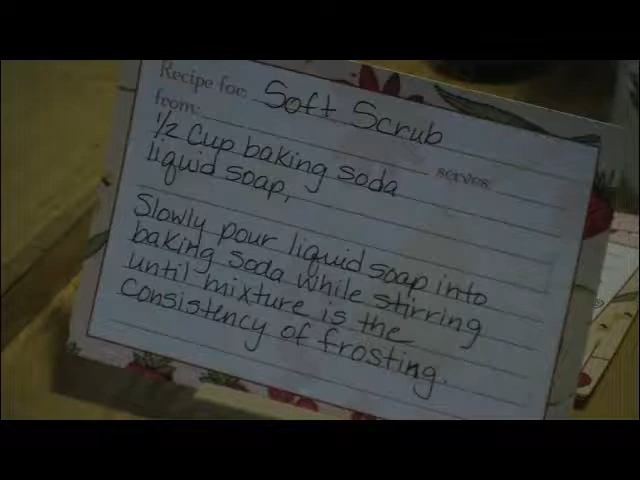 Recipe for: Soft Scrub
from: serves:
1/2 cup baking soda
liquid soap,
Slowly pour liquid soap into
baking soda while stirring
until mixture is the
consistency of frosting.